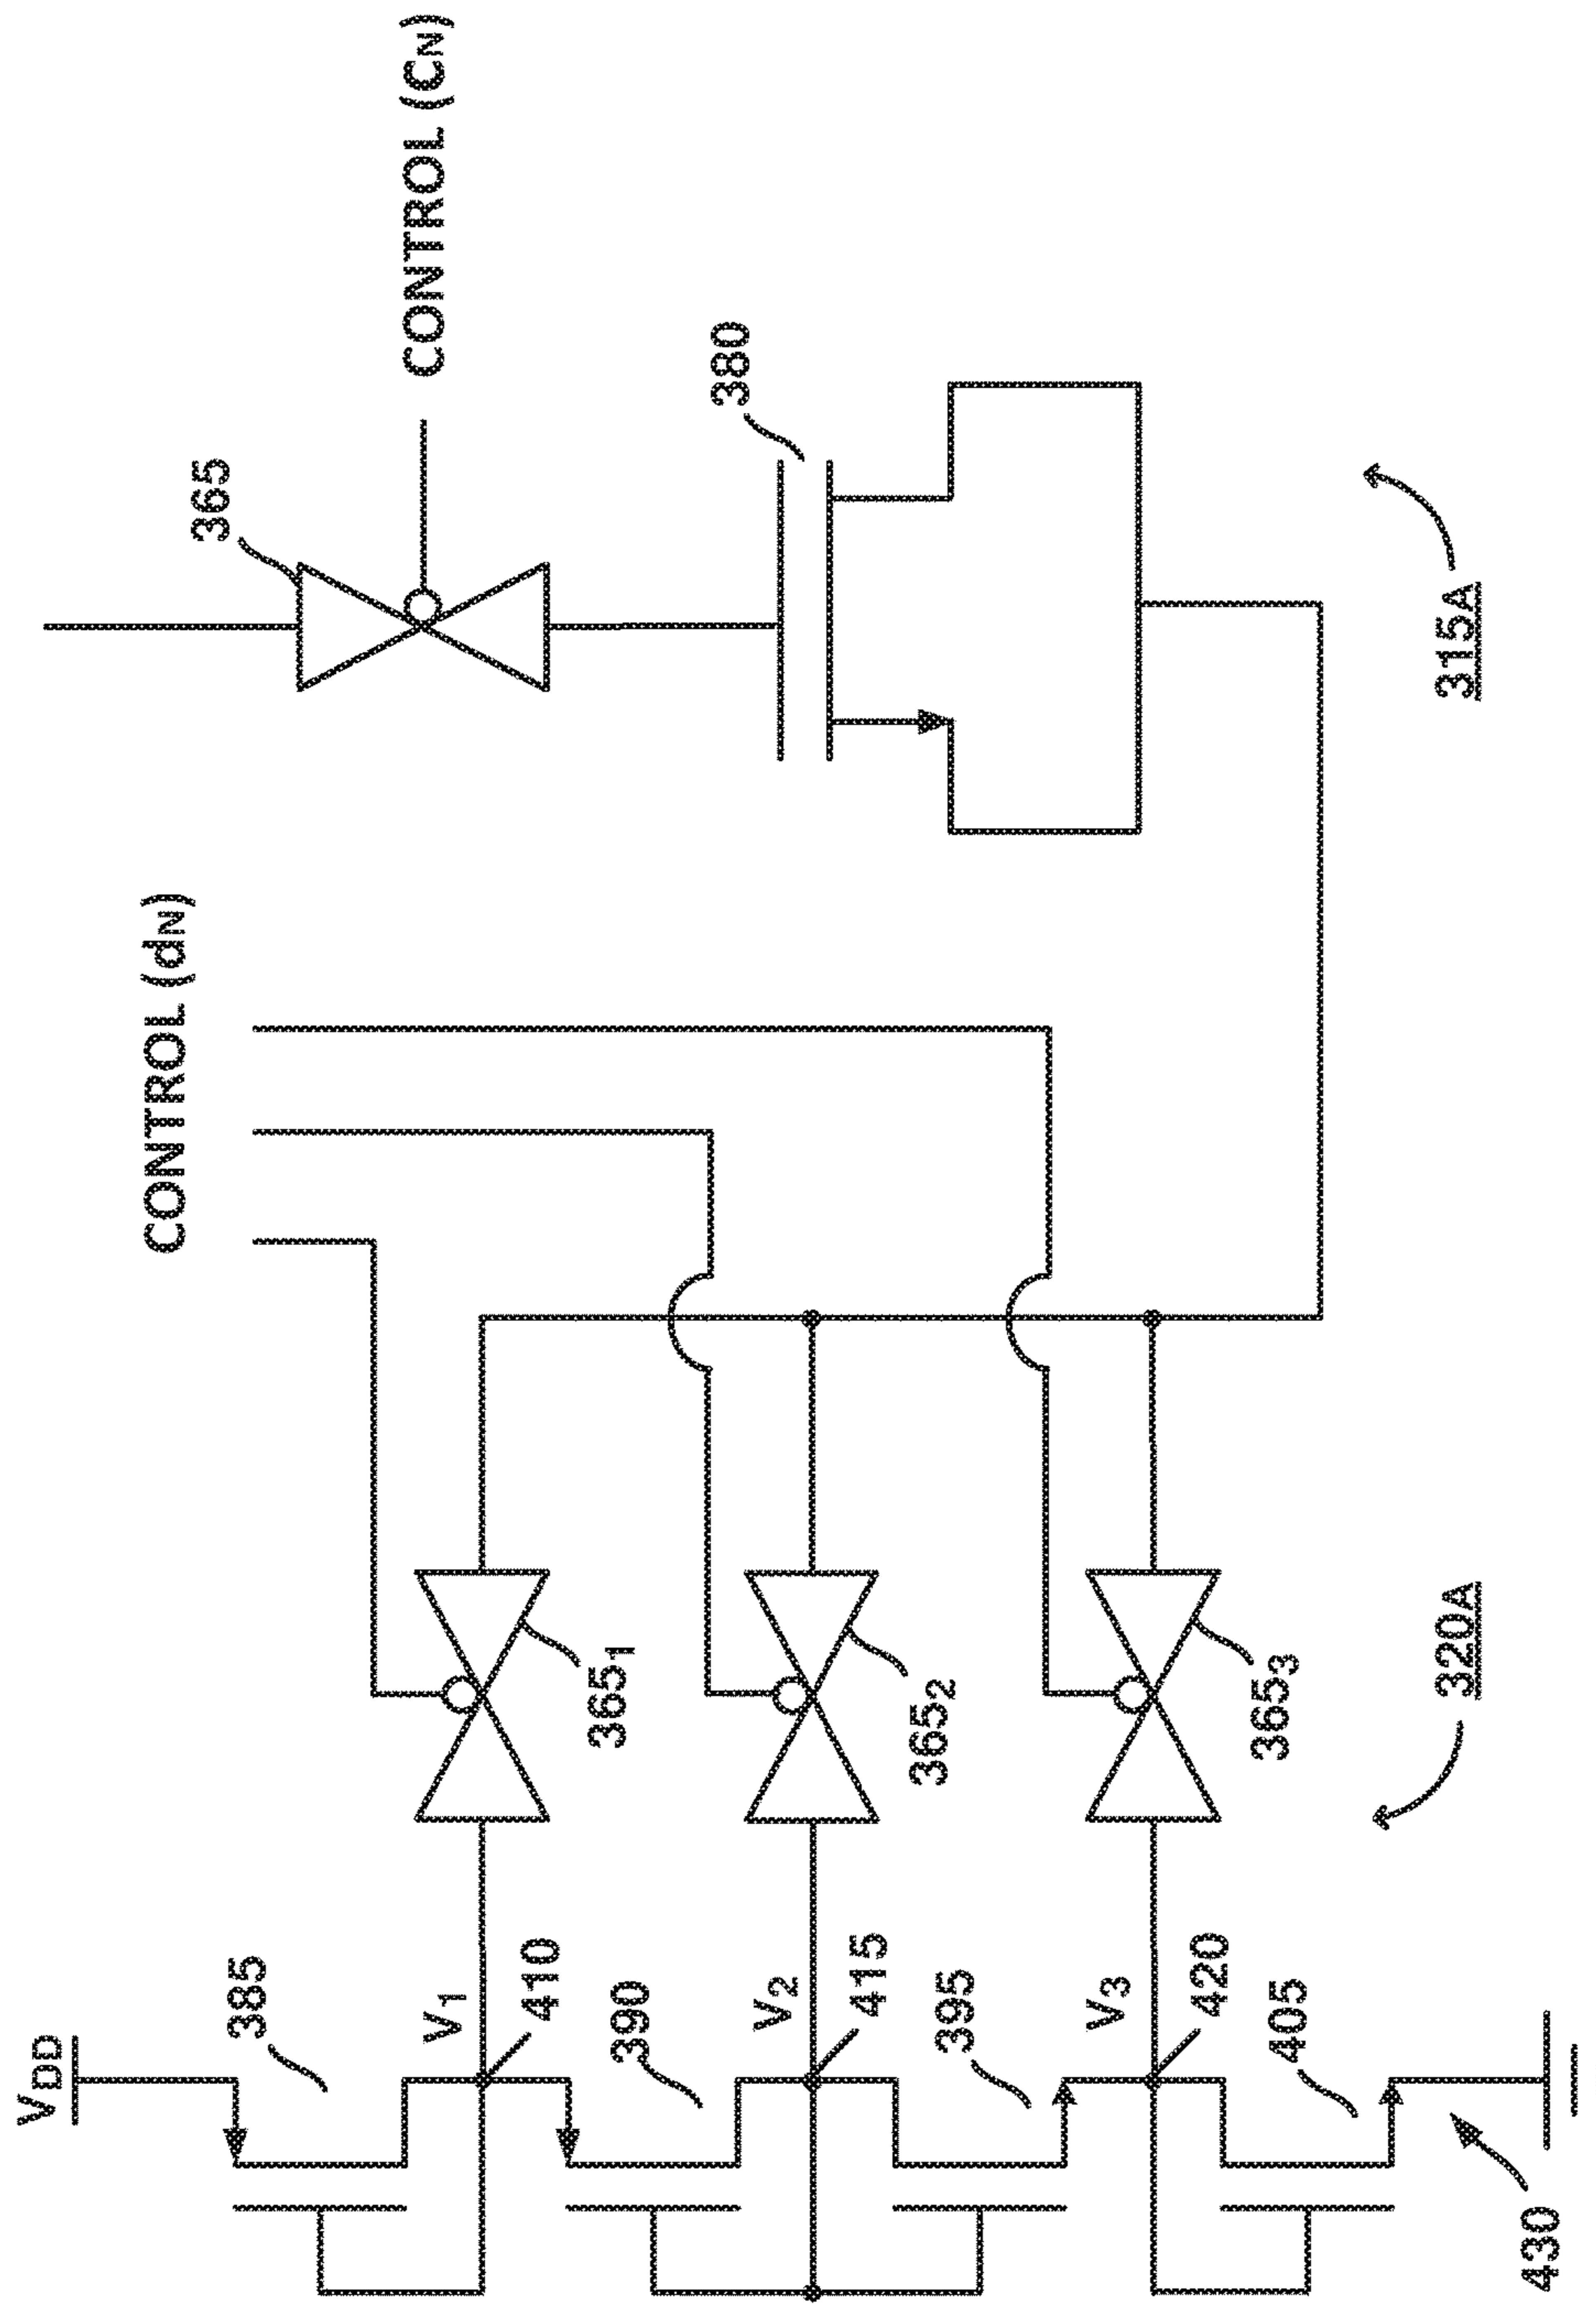 VDD
385
V1
410
390
V2
415
395
V3
420
405
430
CONTROL (dN)
365₁
365₂
365₃
320A
365
CONTROL (CN)
380
315A